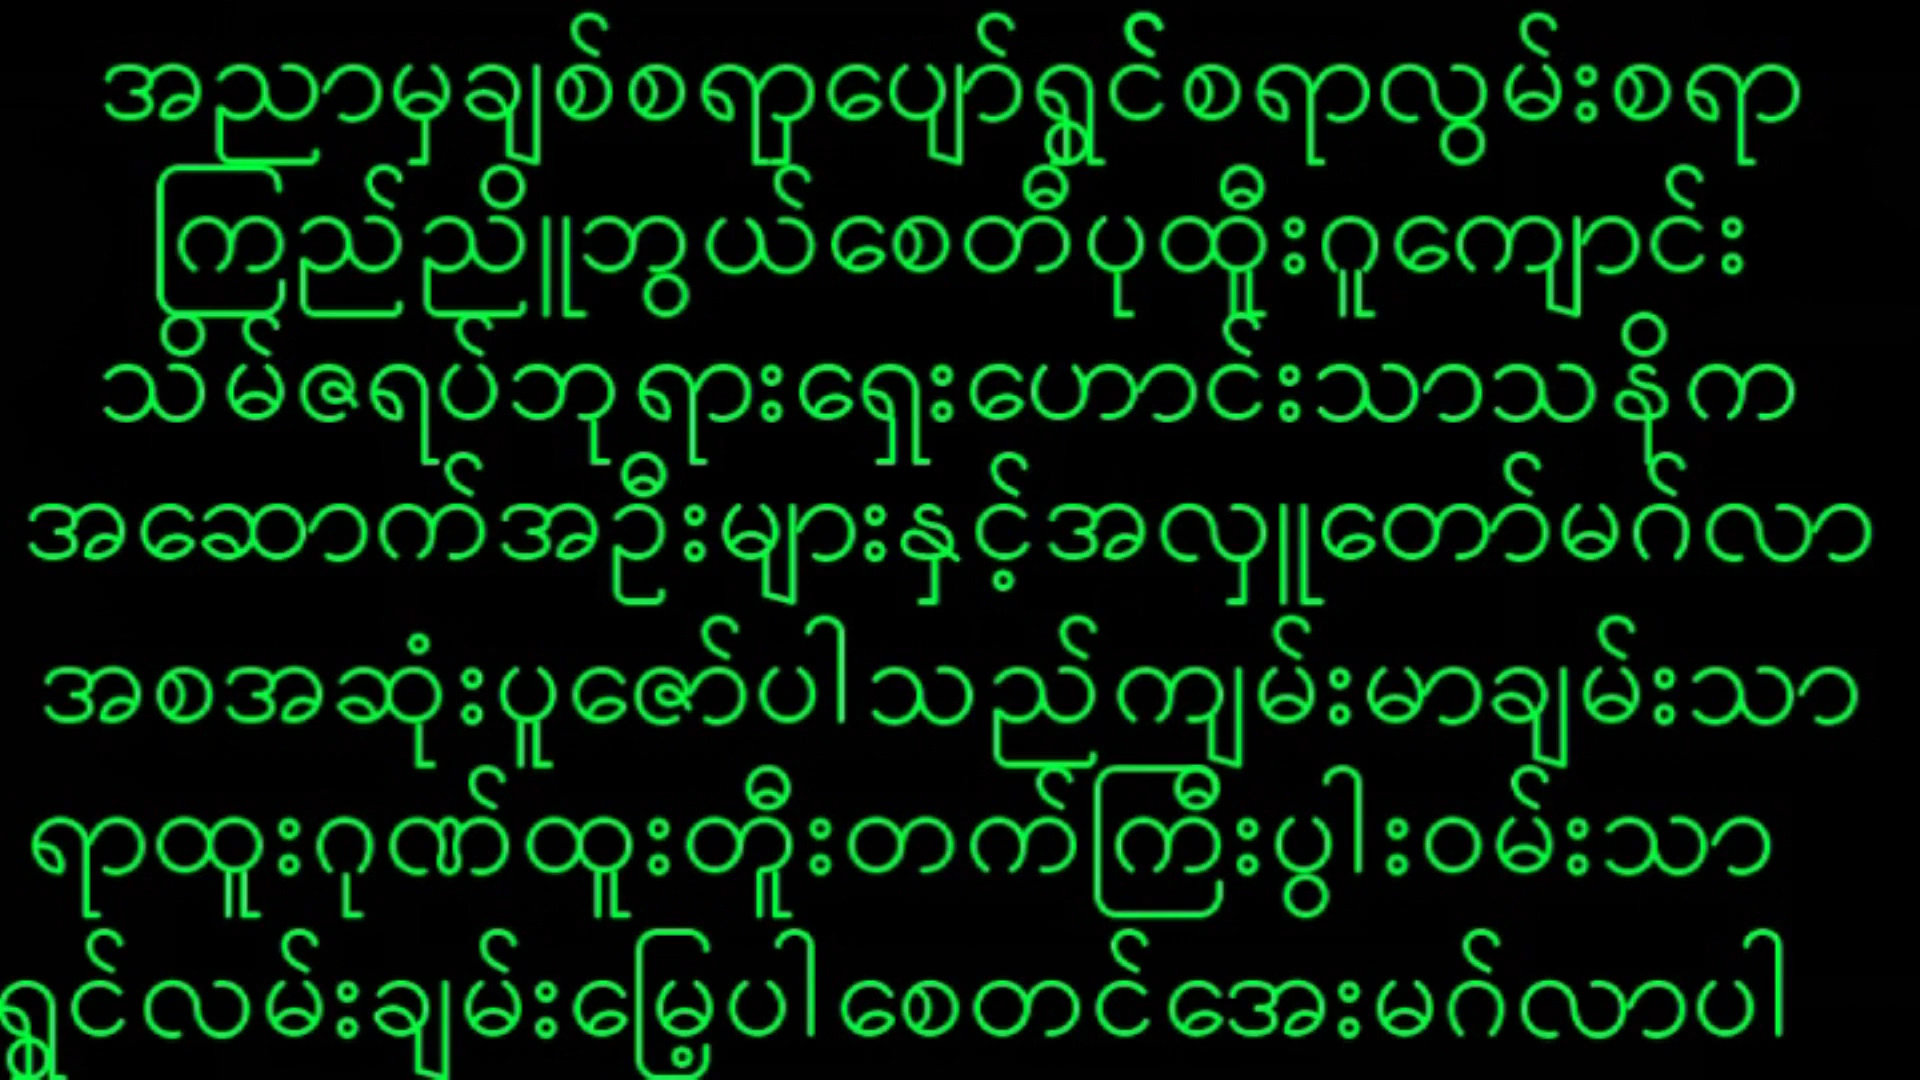 အညာမှချစ်စရာပျော်ရွှင်စရာလွမ်းစရာ
ကြည်ညိူဘွယ်စေတီပုထိူးဂူကျောင်း
သိမ်ဇရပ်ဘုရားရှေးဟောင်းသာသနိုက
အဆောက်အဦးများနှင့်အလှူတော်မင်္ဂလာ
အစအဆုံးပူဇော်ပါသည်ကျမ်းမာချမ်းသာ
ရာထူးဂုဏ်ထူးတိူးတက်ကြီးပွါးဝမ်းသာ
ရွှင်လမ်းချမ်းမြေ့ပါစေတင်အေးမင်္ဂလာပါ